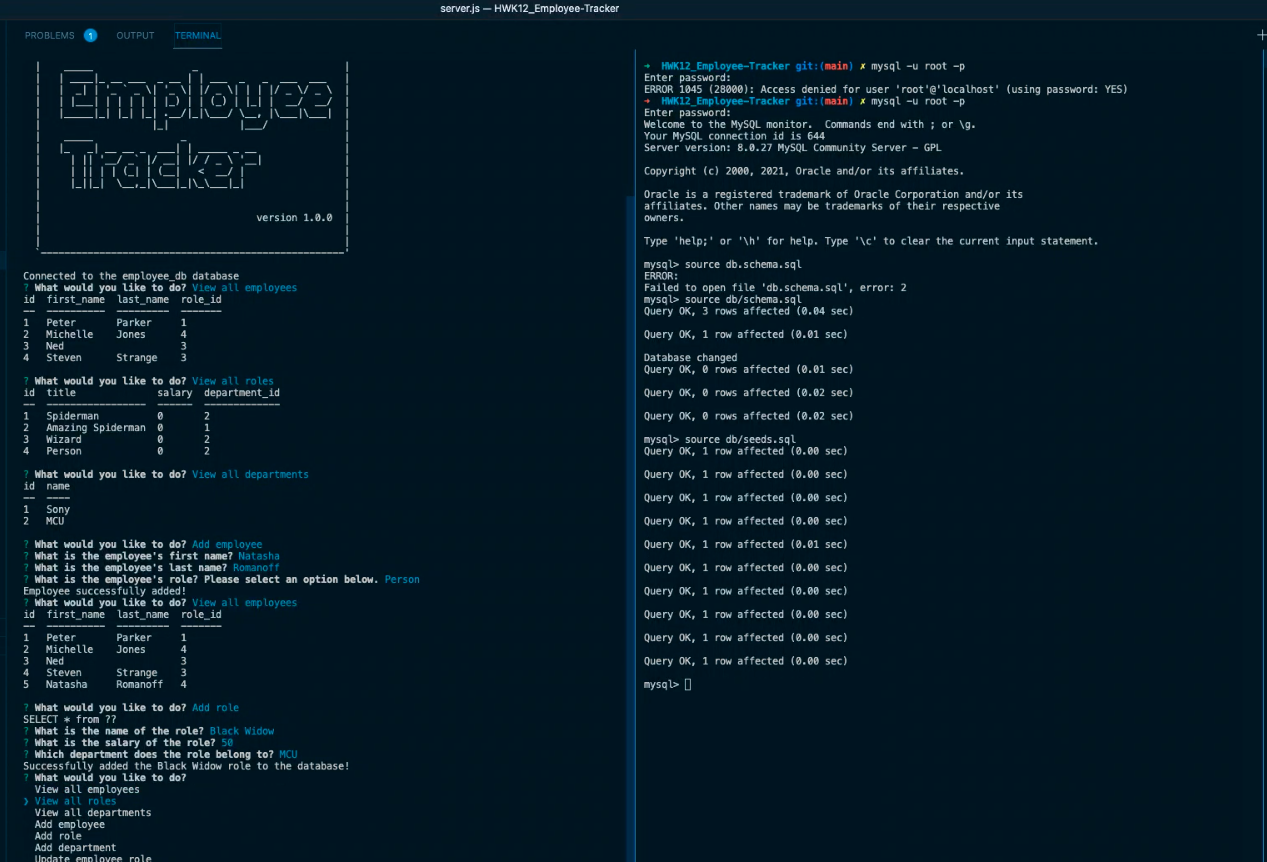 server.js — HWK12_Employee-Tracker
PROBLEMS 1 OUTPUT TERMINAL
Employee
Tracker
version 1.0.0
Connected to the employee_db database
? What would you like to do? View all employees
id first_name last_name role_id
-- ---------- --------- -------
1 Peter Parker 1
2 Michelle Jones 4
3 Ned 3
4 Steven Strange 3
? What would you like to do? View all roles
id title salary department_id
-- ----------------- ------ -------------
1 Spiderman 0 2
2 Amazing Spiderman 0 1
3 Wizard 0 2
4 Person 0 2
? What would you like to do? View all departments
id name
-- ----
1 Sony
2 MCU
? What would you like to do? Add employee
? What is the employee's first name? Natasha
? What is the employee's last name? Romanoff
? What is the employee's role? Please select an option below. Person
Employee successfully added!
? What would you like to do? View all employees
id first_name last_name role_id
-- ---------- --------- -------
1 Peter Parker 1
2 Michelle Jones 4
3 Ned 3
4 Steven Strange 3
5 Natasha Romanoff 4
? What would you like to do? Add role
SELECT * from ??
? What is the name of the role? Black Widow
? What is the salary of the role? 50
? Which department does the role belong to? MCU
Successfully added the Black Widow role to the database!
? What would you like to do?
View all employees
❯ View all roles
View all departments
Add employee
Add role
Add department
Update employee role
→ HWK12_Employee-Tracker git:(main) ✗ mysql -u root -p
Enter password:
ERROR 1045 (28000): Access denied for user 'root'@'localhost' (using password: YES)
→ HWK12_Employee-Tracker git:(main) ✗ mysql -u root -p
Enter password:
Welcome to the MySQL monitor. Commands end with ; or \g.
Your MySQL connection id is 644
Server version: 8.0.27 MySQL Community Server - GPL
Copyright (c) 2000, 2021, Oracle and/or its affiliates.
Oracle is a registered trademark of Oracle Corporation and/or its
affiliates. Other names may be trademarks of their respective
owners.
Type 'help;' or '\h' for help. Type '\c' to clear the current input statement.
mysql> source db.schema.sql
ERROR:
Failed to open file 'db.schema.sql', error: 2
mysql> source db/schema.sql
Query OK, 3 rows affected (0.04 sec)
Query OK, 1 row affected (0.01 sec)
Database changed
Query OK, 0 rows affected (0.01 sec)
Query OK, 0 rows affected (0.02 sec)
Query OK, 0 rows affected (0.02 sec)
mysql> source db/seeds.sql
Query OK, 1 row affected (0.00 sec)
Query OK, 1 row affected (0.00 sec)
Query OK, 1 row affected (0.00 sec)
Query OK, 1 row affected (0.00 sec)
Query OK, 1 row affected (0.01 sec)
Query OK, 1 row affected (0.00 sec)
Query OK, 1 row affected (0.00 sec)
Query OK, 1 row affected (0.00 sec)
Query OK, 1 row affected (0.00 sec)
Query OK, 1 row affected (0.00 sec)
mysql>